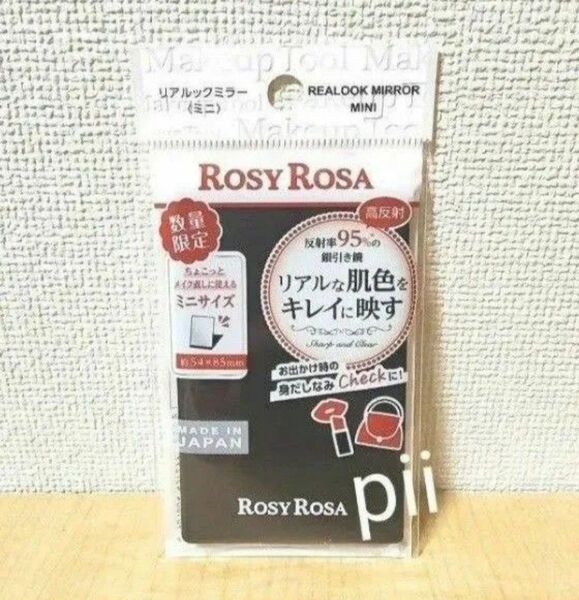 Makeup Tool Make
リアルックミラー
〈ミニ〉
REALOOK MIRROR
MINI
Makeup Tool
ROSY ROSA
数量
限定
高反射
反射率95%*の
銀引き鏡
リアルな肌色を
キレイに映す
Sharp and Clear
ちょこっと
メイク直しに使える
ミニサイズ
約54×85mm
お出かけ時の
身だしなみCheckに!
MADE IN
JAPAN
ROSY ROSA
pii